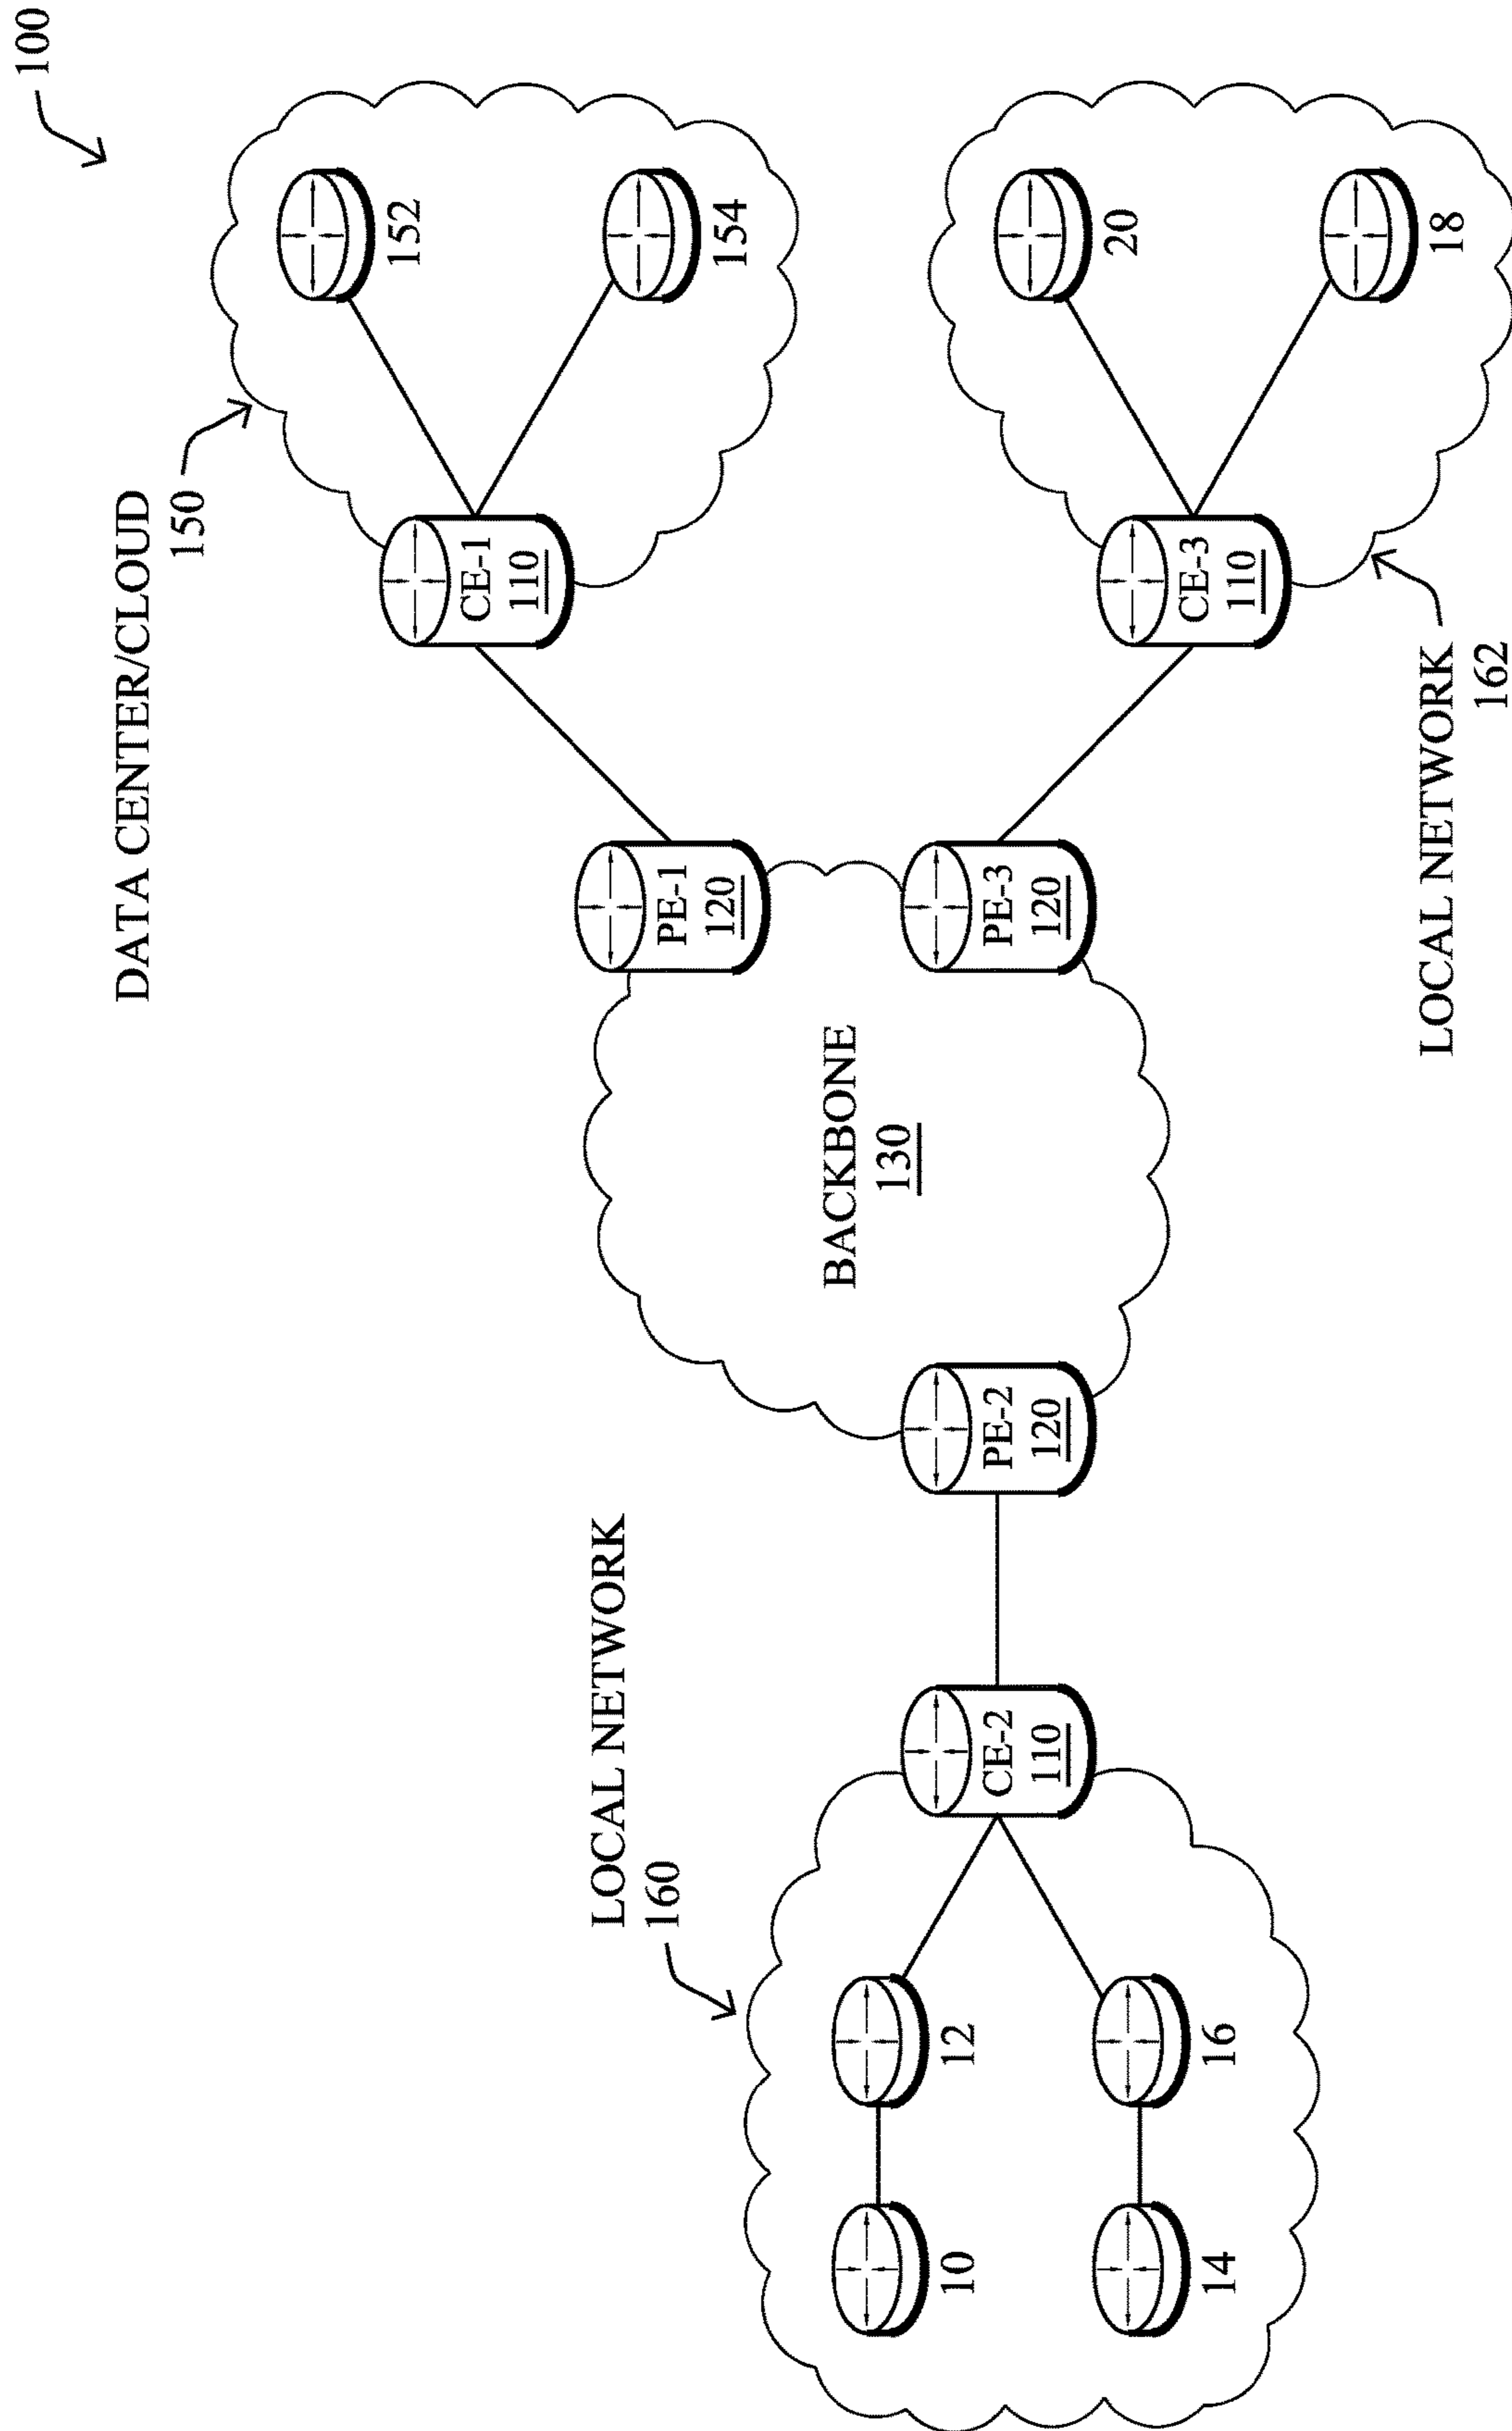 100
DATA CENTER/CLOUD
150
152
154
CE-1
110
PE-1
120
BACKBONE
130
PE-3
120
PE-2
120
LOCAL NETWORK
160
CE-2
110
12
10
16
14
CE-3
110
20
18
LOCAL NETWORK
162